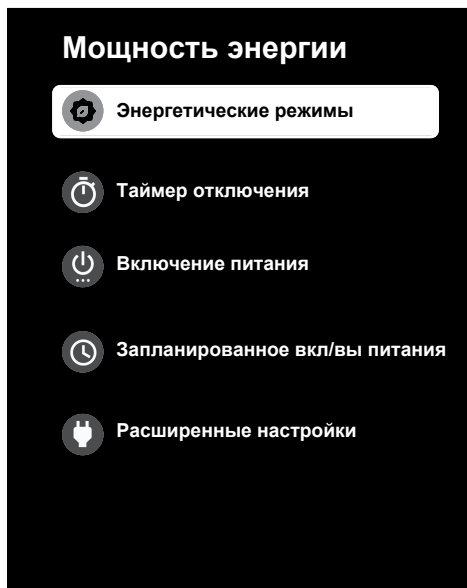 Мощность энергии
Энергетические режимы
Таймер отключения
Включение питания
Запланированное вкл/вы питания
Расширенные настройки